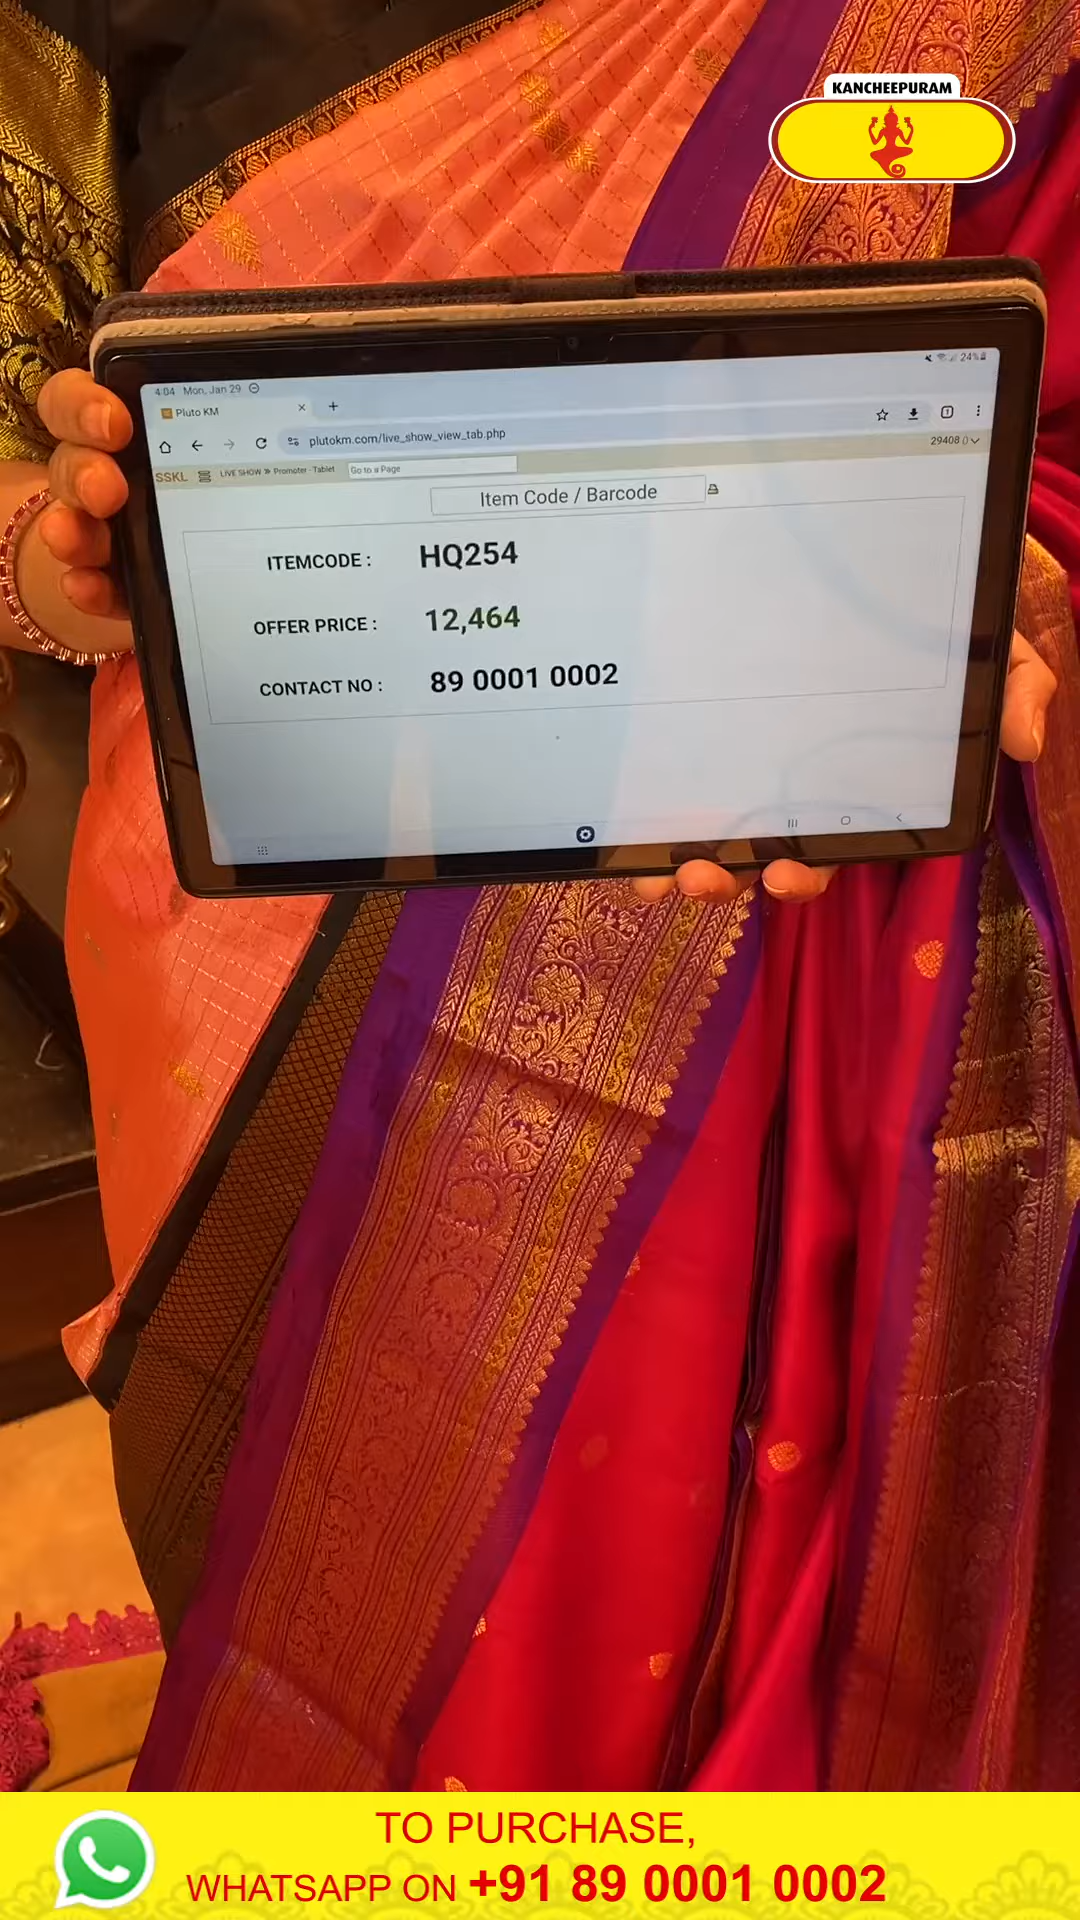 KANCHEEPURAM
4:04 Mon, Jan 29
24%
Pluto KM
plutokm.com/live_show_view_tab.php
29408 ()
SSKL
LIVE SHOW » Promoter - Tablet
Go to a Page
Item Code / Barcode
ITEMCODE : HQ254
OFFER PRICE : 12,464
CONTACT NO : 89 0001 0002
TO PURCHASE,
WHATSAPP ON +91 89 0001 0002